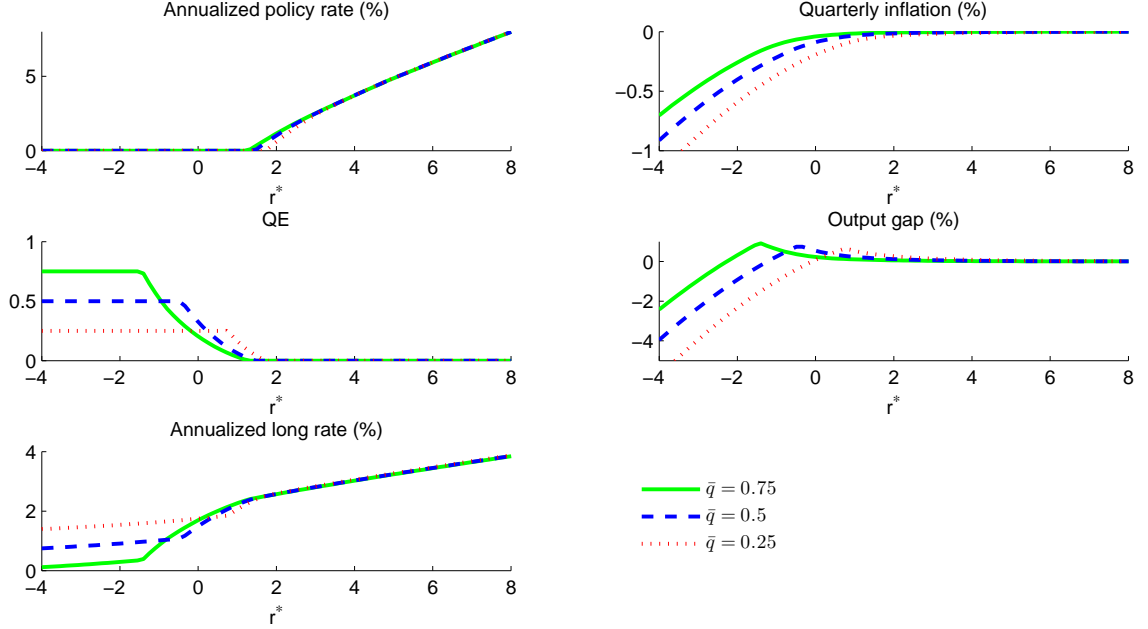 Annualized policy rate (%)
5
0
−4 −2 0 2 4 6 8
r*
Quarterly inflation (%)
0
−0.5
−1
−4 −2 0 2 4 6 8
r*
QE
1
0.5
0
−4 −2 0 2 4 6 8
r*
Output gap (%)
0
−2
−4
−4 −2 0 2 4 6 8
r*
Annualized long rate (%)
4
2
0
−4 −2 0 2 4 6 8
r*
q̄ = 0.75
q̄ = 0.5
q̄ = 0.25